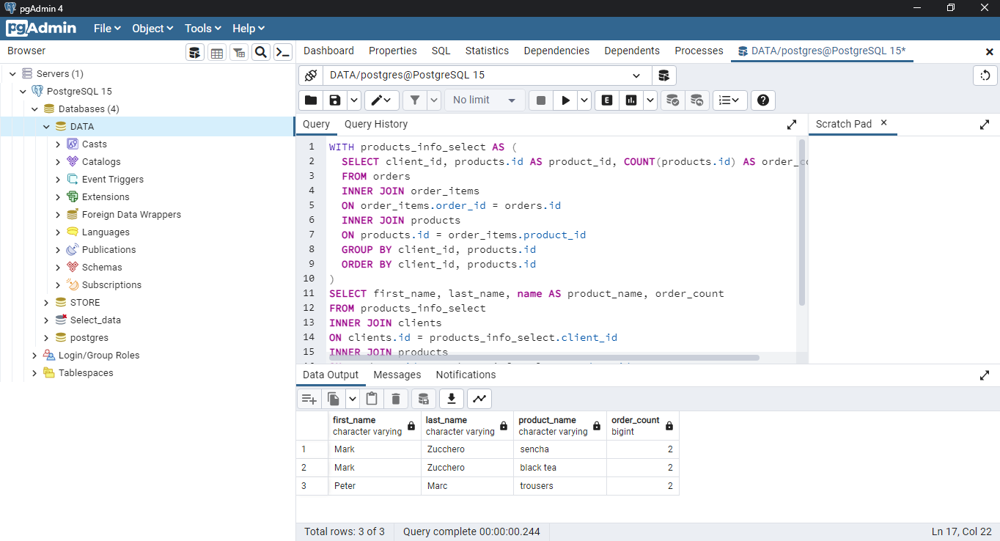 pgAdmin 4
pgAdmin File Object Tools Help
Browser
Dashboard Properties SQL Statistics Dependencies Dependents Processes DATA/postgres@PostgreSQL 15*
Servers (1)
PostgreSQL 15
Databases (4)
DATA
Casts
Catalogs
Event Triggers
Extensions
Foreign Data Wrappers
Languages
Publications
Schemas
Subscriptions
STORE
Select_data
postgres
Login/Group Roles
Tablespaces
DATA/postgres@PostgreSQL 15
No limit
E
Query Query History
Scratch Pad
1 WITH products_info_select AS (
2 SELECT client_id, products.id AS product_id, COUNT(products.id) AS order_co
3 FROM orders
4 INNER JOIN order_items
5 ON order_items.order_id = orders.id
6 INNER JOIN products
7 ON products.id = order_items.product_id
8 GROUP BY client_id, products.id
9 ORDER BY client_id, products.id
10 )
11 SELECT first_name, last_name, name AS product_name, order_count
12 FROM products_info_select
13 INNER JOIN clients
14 ON clients.id = products_info_select.client_id
15 INNER JOIN products
Data Output Messages Notifications
first_name last_name product_name order_count
character varying character varying character varying bigint
1 Mark Zucchero sencha 2
2 Mark Zucchero black tea 2
3 Peter Marc trousers 2
Total rows: 3 of 3 Query complete 00:00:00.244 Ln 17, Col 22